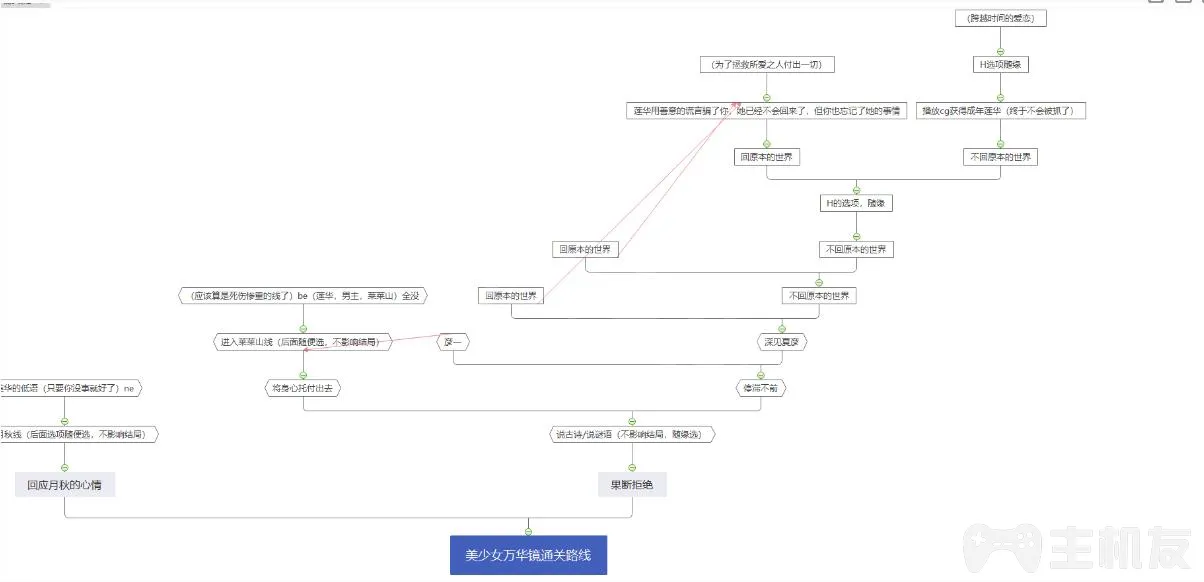 （跨越时间的爱恋）
（为了拯救所爱之人付出一切）
H选项随缘
莲华用善意的谎言骗了你，她已经不会回来了，但你也忘记了她的事情
播放cg获得成年莲华（终于不会被抓了）
回原本的世界
不回原本的世界
H的选项，随缘
回原本的世界
不回原本的世界
（应该算是死伤惨重的线了）be（莲华，男主，莱莱山）全没
回原本的世界
不回原本的世界
进入莱莱山线（后面随便选，不影响结局）
彦一
深见夏彦
华的低语（只要你没事就好了）ne
将身心托付出去
停滞不前
月秋线（后面选项随便选，不影响结局）
说古诗/说谜语（不影响结局，随缘选）
回应月秋的心情
果断拒绝
美少女万华镜通关路线
主机友